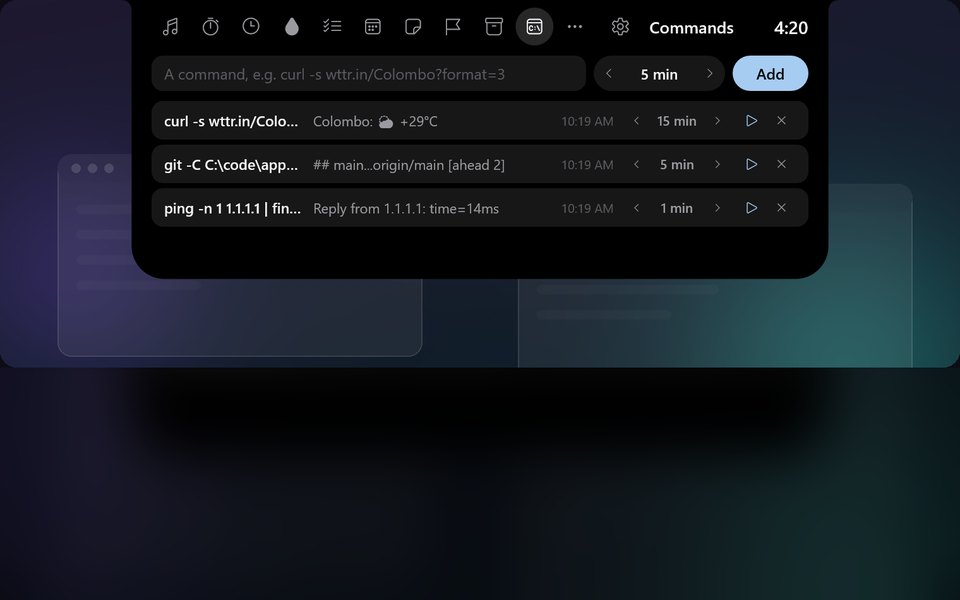 C:\ Commands 4:20
A command, e.g. curl -s wttr.in/Colombo?format=3 5 min Add
curl -s wttr.in/Colo... Colombo: +29°C 10:19 AM 15 min
git -C C:\code\app... ## main...origin/main [ahead 2] 10:19 AM 5 min
ping -n 1 1.1.1.1 | fin... Reply from 1.1.1.1: time=14ms 10:19 AM 1 min